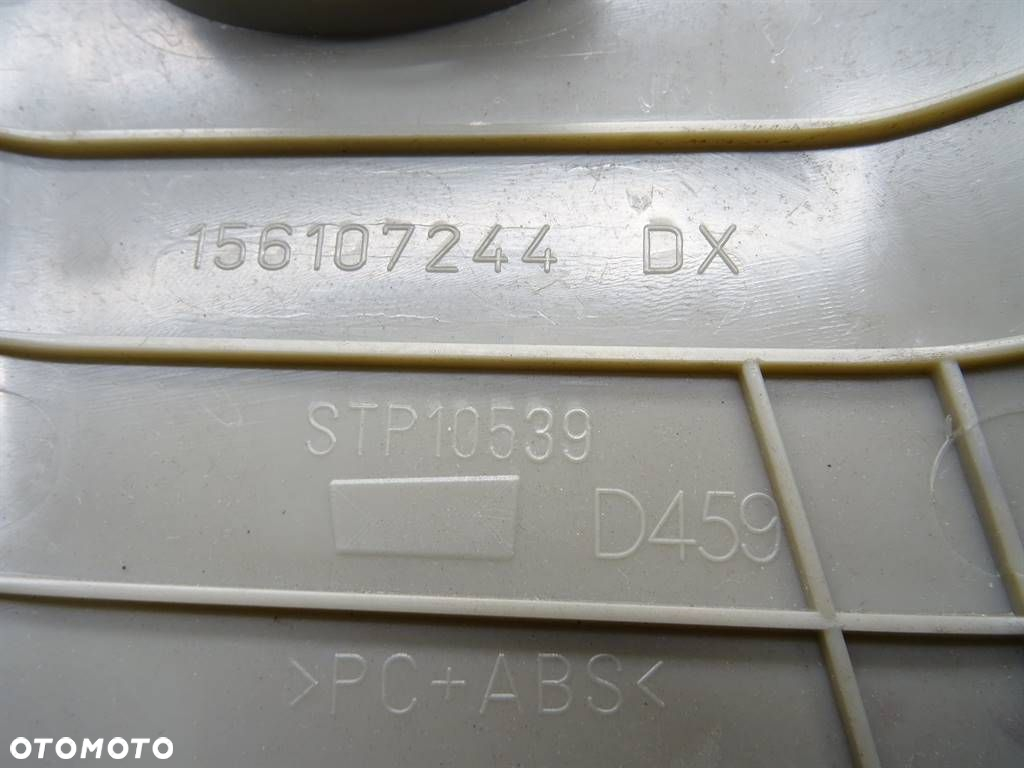 156107244 DX
STP10539
D459
>PC+ABS<
OTOMOTO